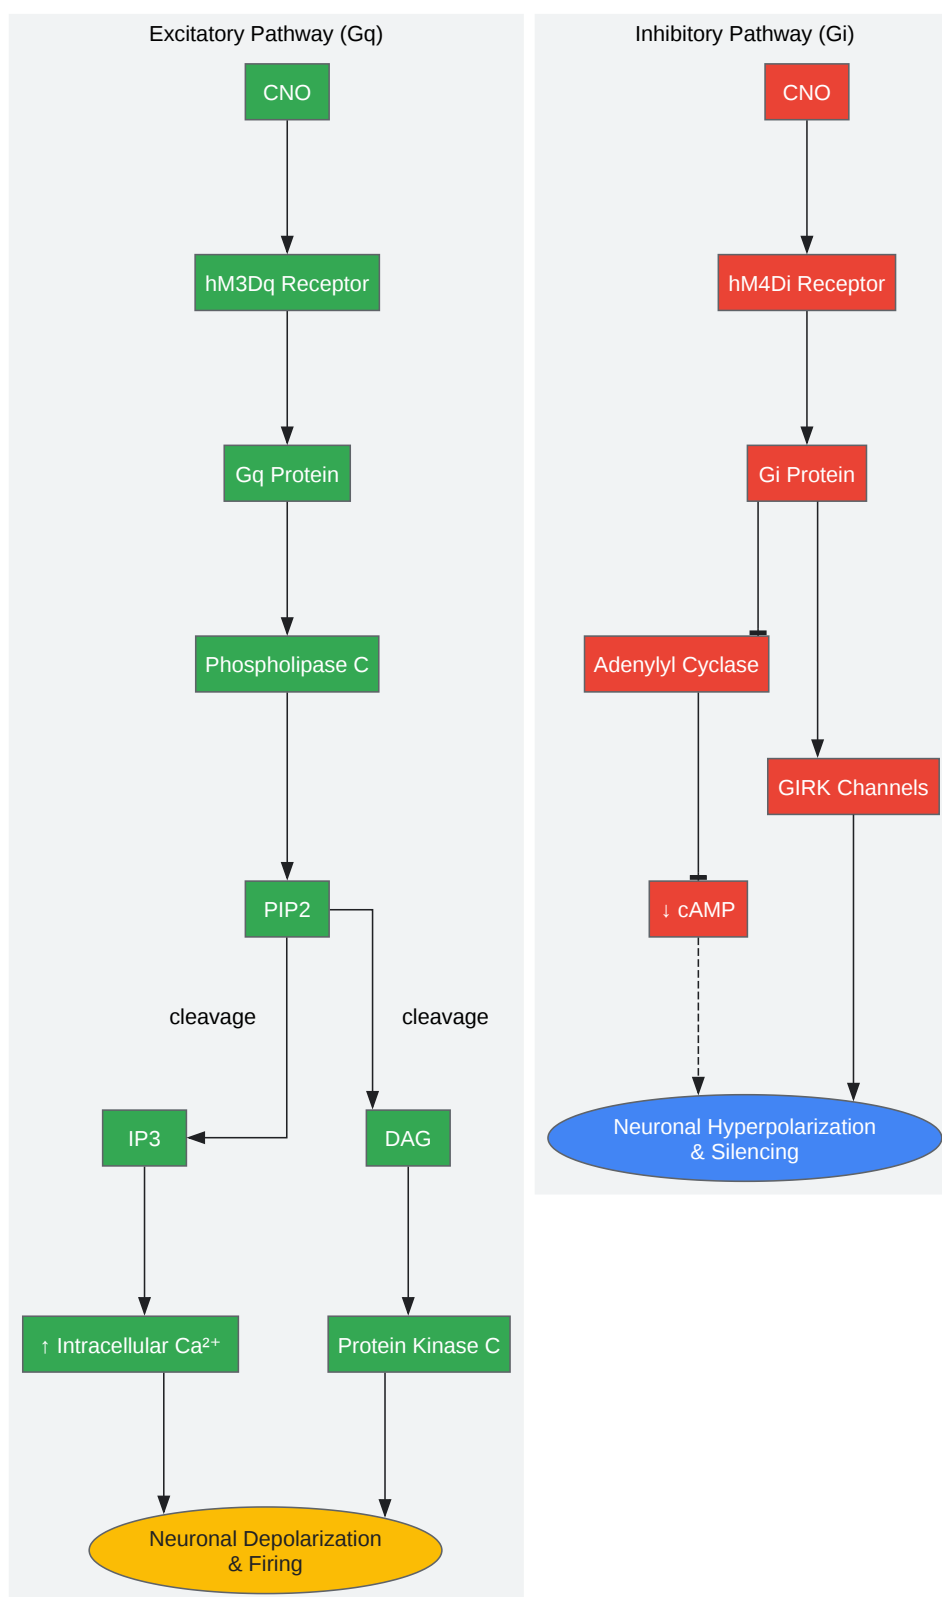 Excitatory Pathway (Gq)
CNO
hM3Dq Receptor
Gq Protein
Phospholipase C
PIP2
cleavage
cleavage
IP3
DAG
↑ Intracellular Ca²⁺
Protein Kinase C
Neuronal Depolarization
& Firing
Inhibitory Pathway (Gi)
CNO
hM4Di Receptor
Gi Protein
Adenylyl Cyclase
GIRK Channels
↓ cAMP
Neuronal Hyperpolarization
& Silencing